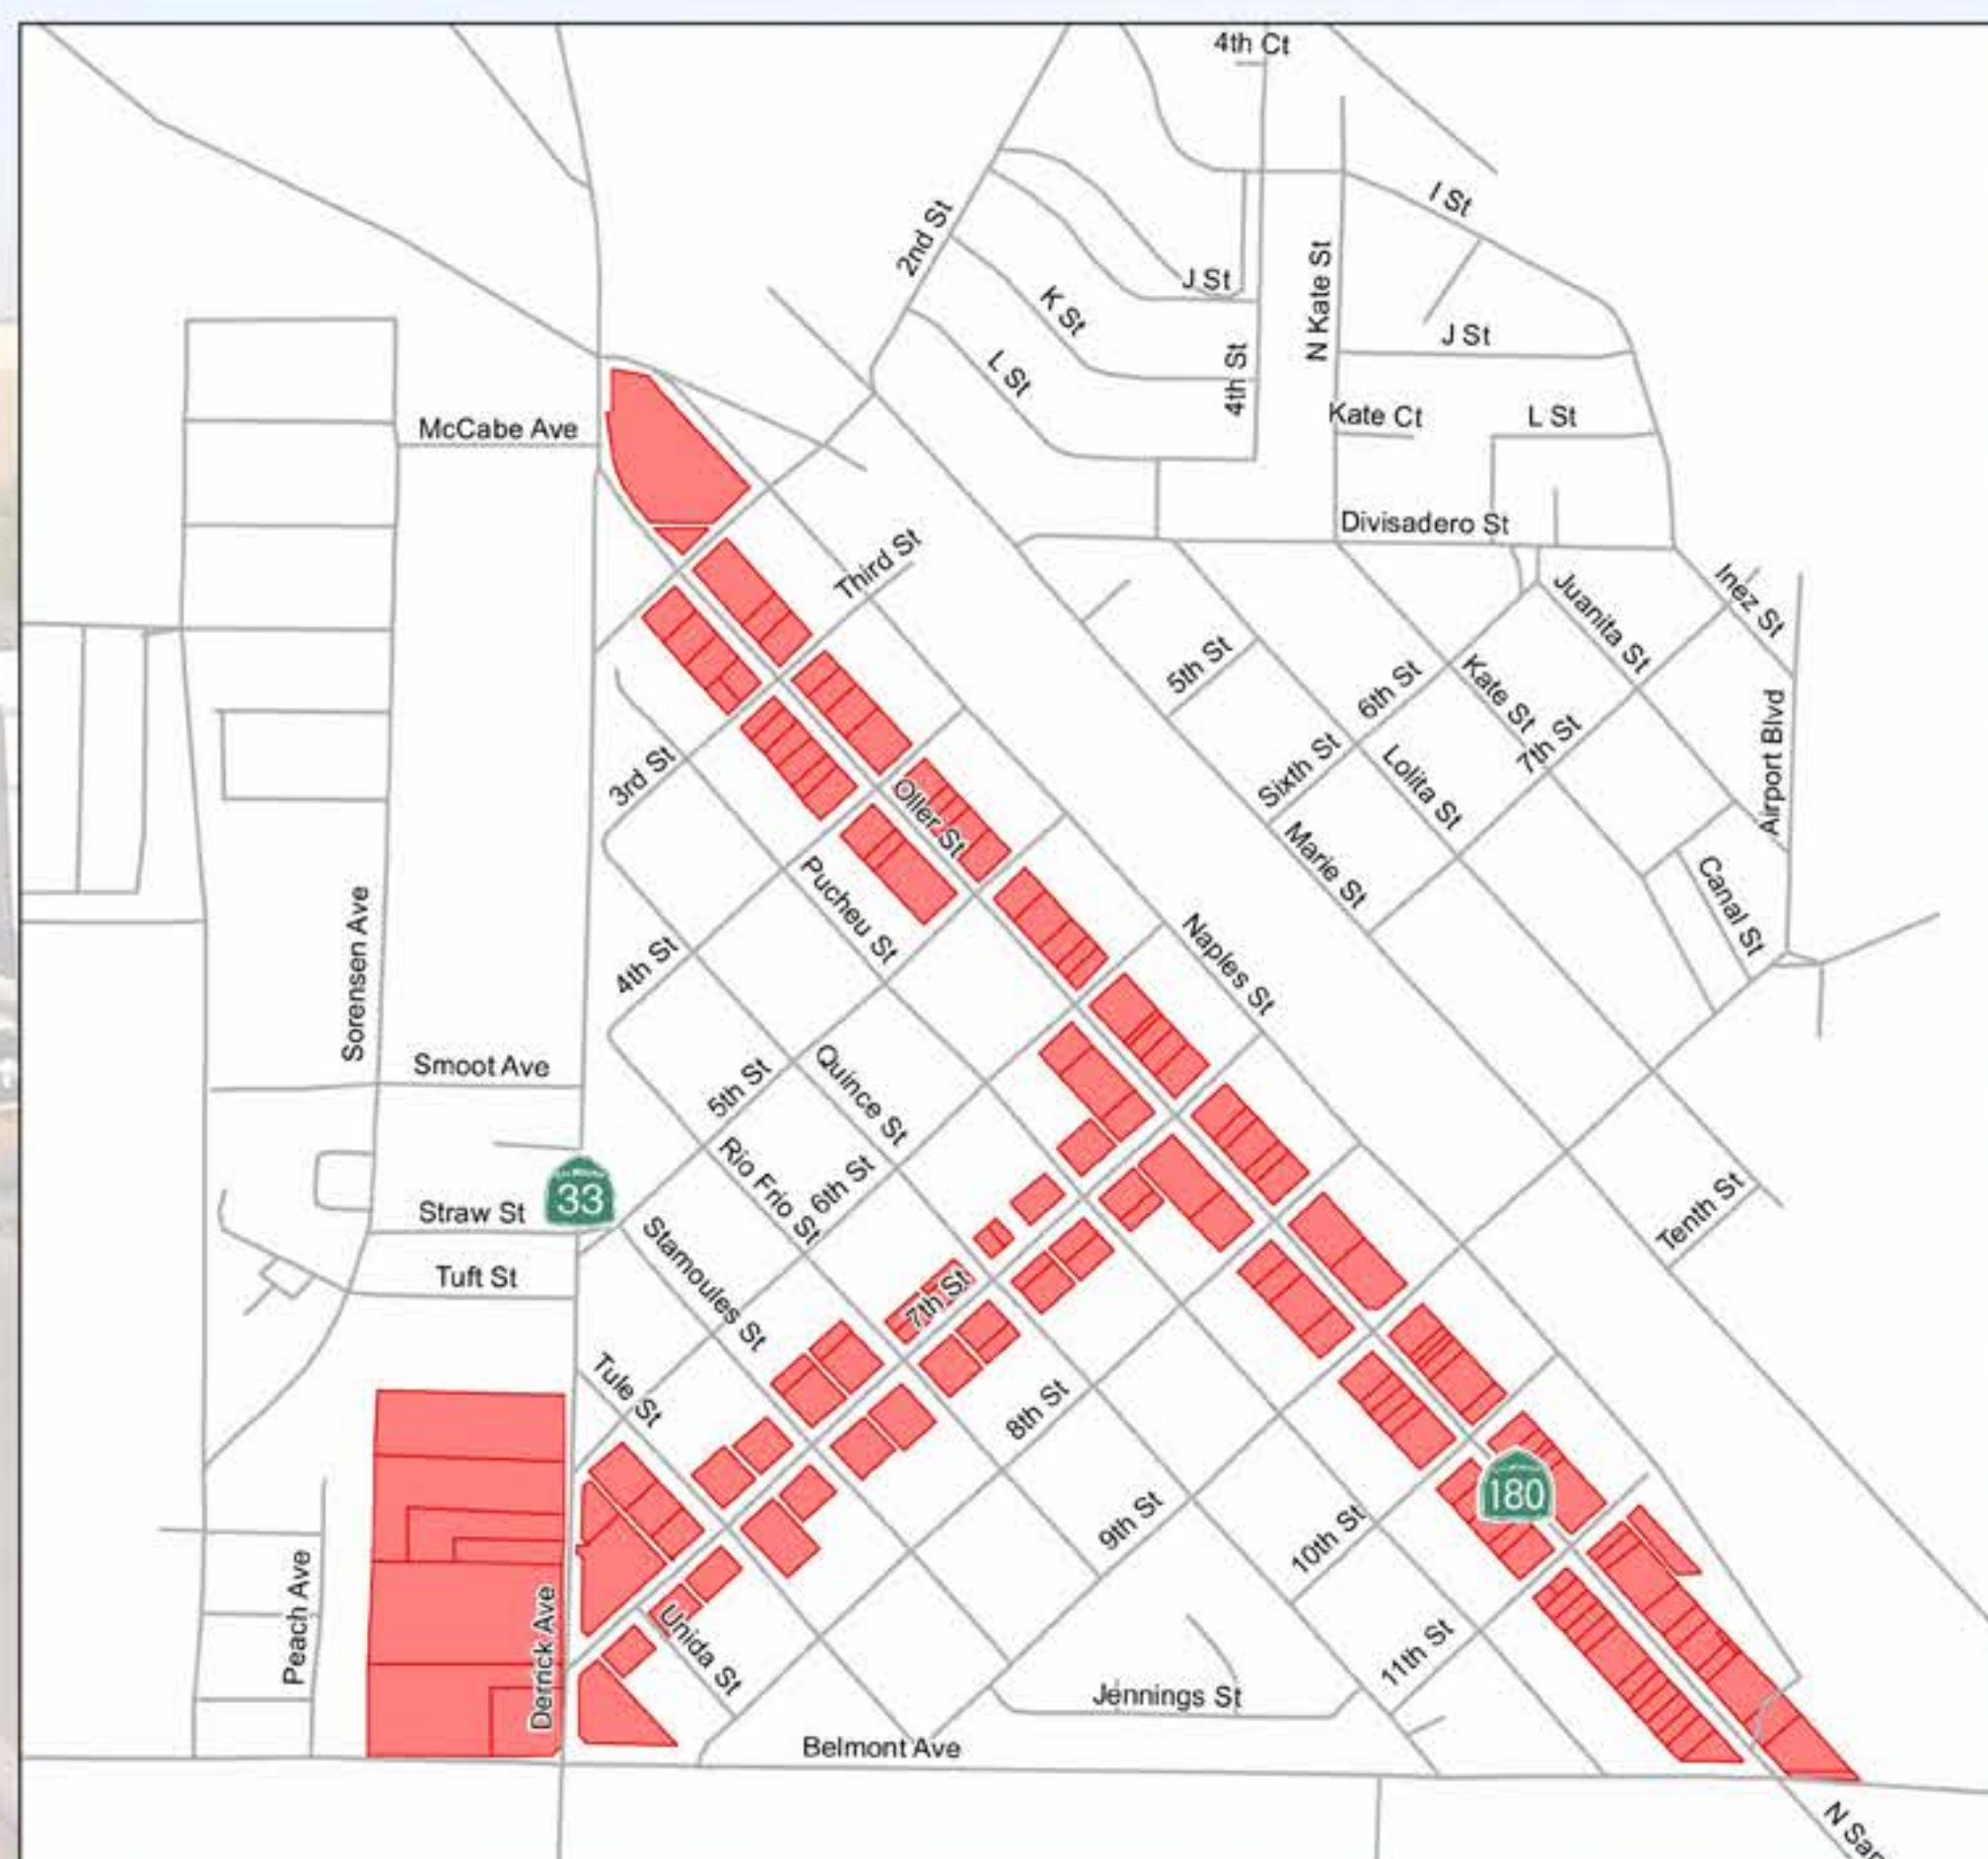 4th Ct
I St
2nd St
J St
N Kate St
K St
J St
L St
4th St
Kate Ct
L St
McCabe Ave
Divisadero St
Third St
Inez St
Juanita St
5th St
6th St
Kate St
7th St
3rd St
Sixth St
Lolita St
Airport Blvd
Oller St
Marie St
Pucheu St
Canal St
Sorensen Ave
4th St
Naples St
Smoot Ave
5th St
Quince St
Rio Frio St
6th St
33
Straw St
Tenth St
Stamoules St
Tuft St
7th St
Tule St
8th St
180
9th St
10th St
Peach Ave
Derrick Ave
Unida St
11th St
Jennings St
Belmont Ave
N San